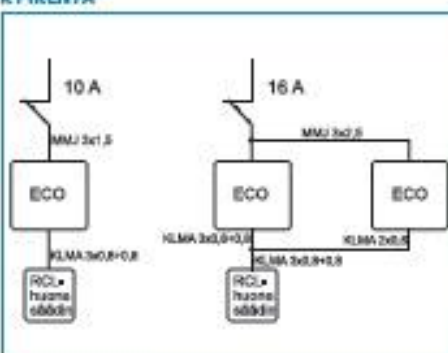 KYTKENTÄ
10 A
16 A
MMJ 3x1,5
MMJ 3x2,5
ECO
ECO
ECO
KLMA 3x0,8+0,8
KLMA 3x0,8+0,8
KLMA 2x0,8
KLMA 3x0,8+0,8
RCL-
huone
säädin
RCL-
huone
säädin